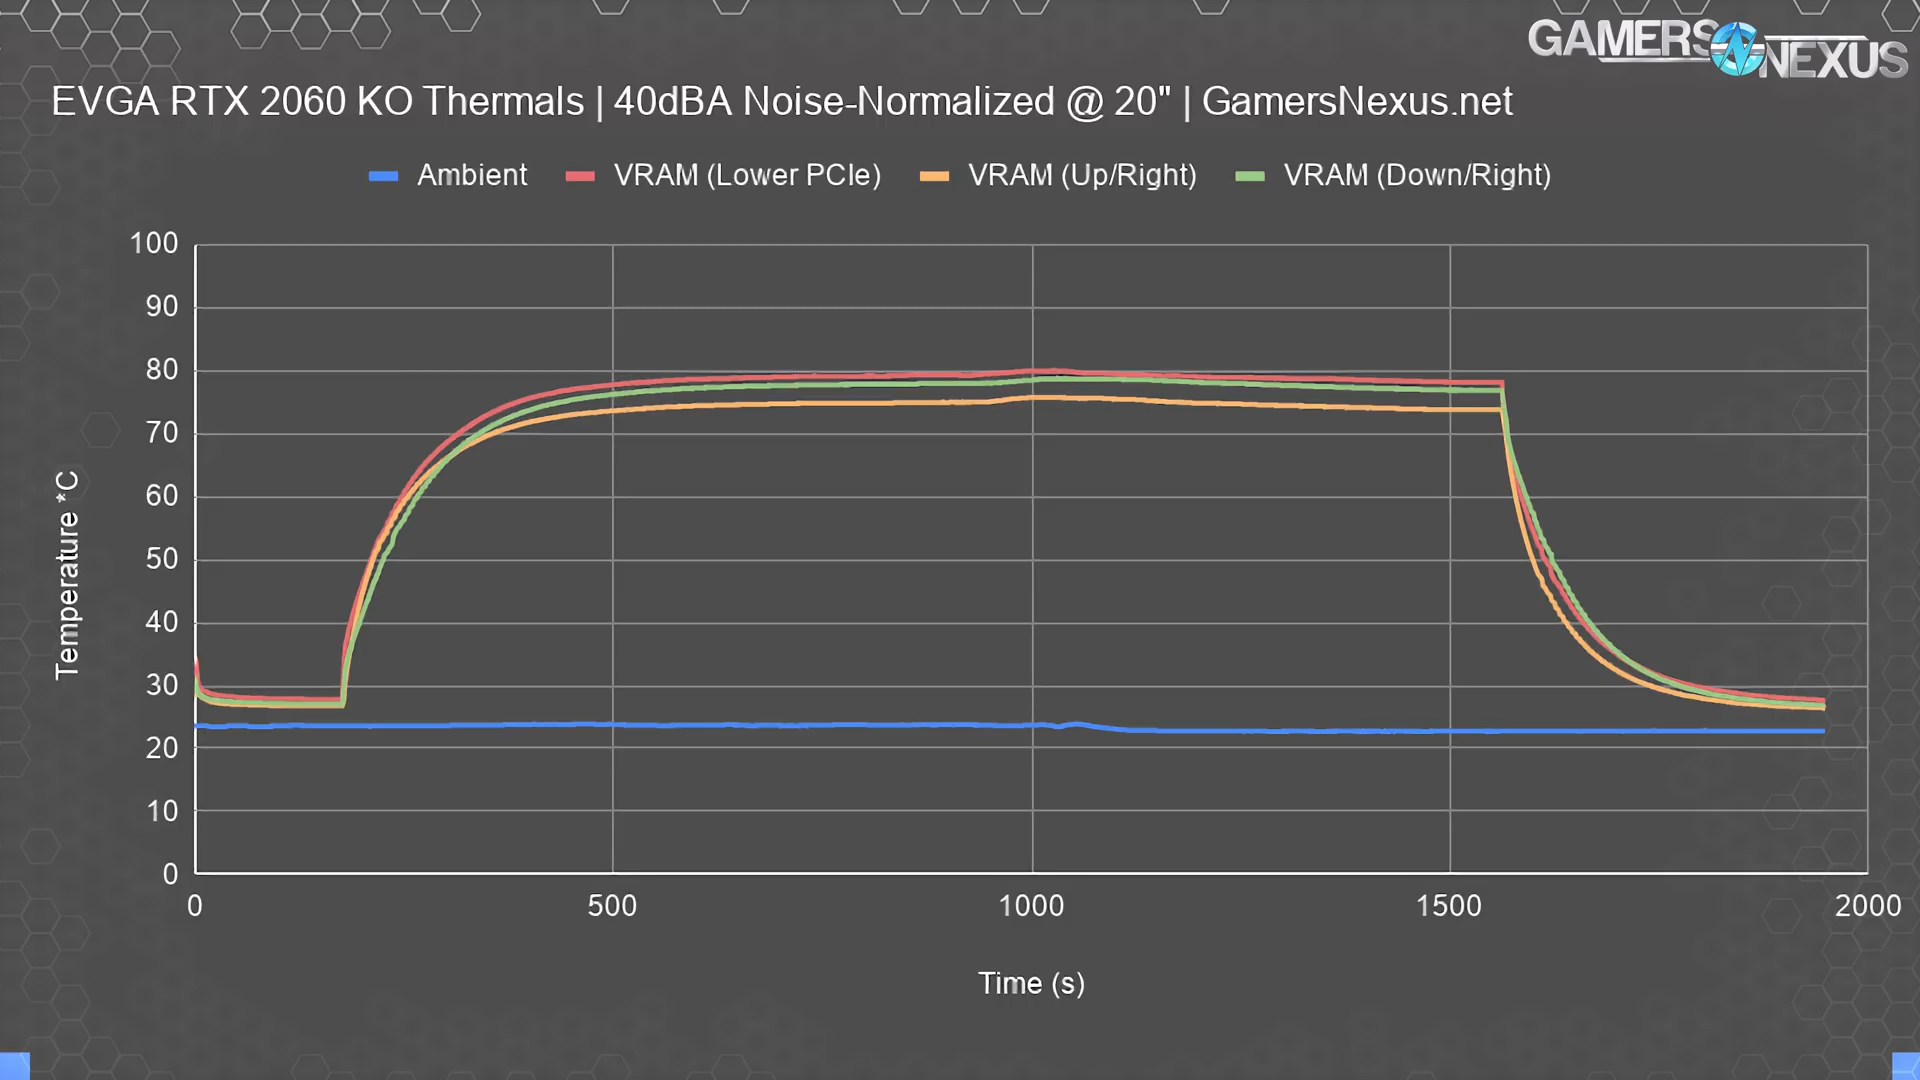 GAMERS NEXUS
EVGA RTX 2060 KO Thermals | 40dBA Noise-Normalized @ 20" | GamersNexus.net
Ambient VRAM (Lower PCIe) VRAM (Up/Right) VRAM (Down/Right)
100
90
80
70
60
50
40
30
20
10
0
Temperature *C
0 500 1000 1500 2000
Time (s)